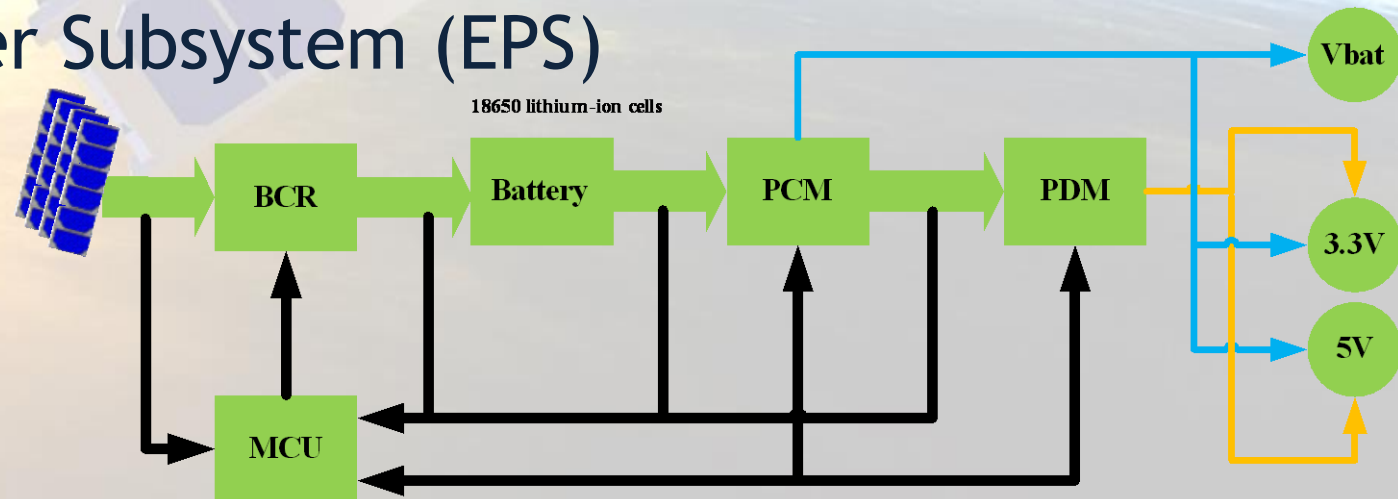 er Subsystem (EPS)
18650 lithium-ion cells
BCR
Battery
PCM
PDM
MCU
Vbat
3.3V
5V